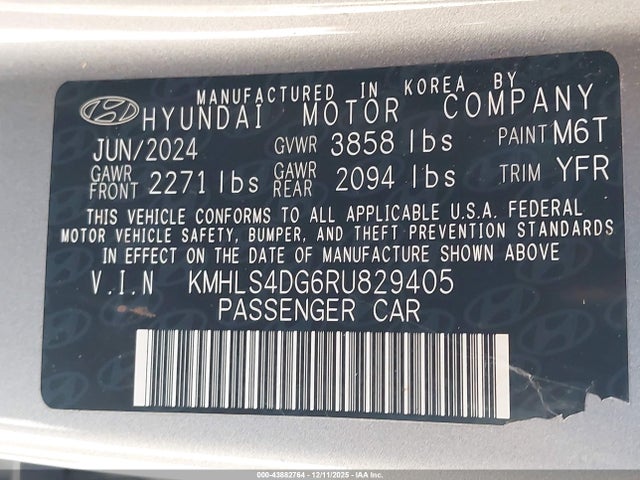 MANUFACTURED IN KOREA BY
HYUNDAI MOTOR COMPANY
JUN/2024 GVWR 3858 lbs PAINT M6T
GAWR FRONT 2271 lbs GAWR REAR 2094 lbs TRIM YFR
THIS VEHICLE CONFORMS TO ALL APPLICABLE U.S.A. FEDERAL
MOTOR VEHICLE SAFETY, BUMPER, AND THEFT PREVENTION STANDARDS
IN EFFECT ON THE DATE OF MANUFACTURE SHOWN ABOVE
V.I.N KMHLS4DG6RU829405
PASSENGER CAR
000-43882764 - 12/11/2025 - IAA Inc.